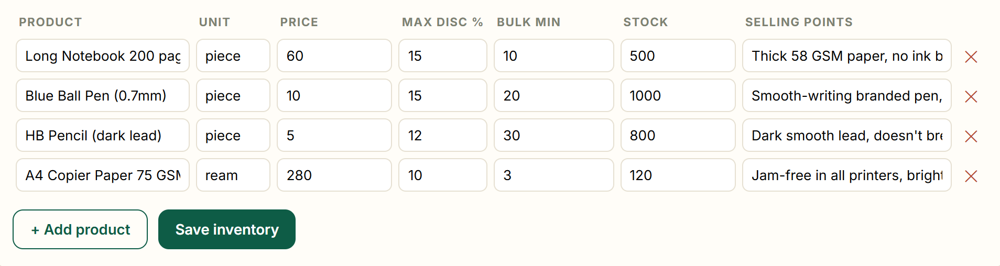 PRODUCT UNIT PRICE MAX DISC % BULK MIN STOCK SELLING POINTS
Long Notebook 200 pag piece 60 15 10 500 Thick 58 GSM paper, no ink b
Blue Ball Pen (0.7mm) piece 10 15 20 1000 Smooth-writing branded pen,
HB Pencil (dark lead) piece 5 12 30 800 Dark smooth lead, doesn't bre
A4 Copier Paper 75 GSM ream 280 10 3 120 Jam-free in all printers, bright
+ Add product Save inventory